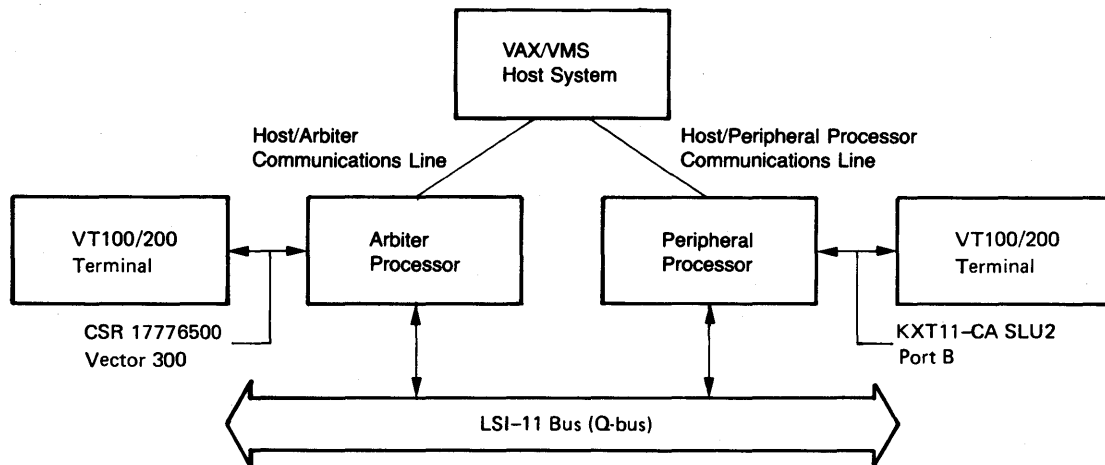 VAX/VMS
Host System
Host/Arbiter
Communications Line
Host/Peripheral Processor
Communications Line
VT100/200
Terminal
Arbiter
Processor
Peripheral
Processor
VT100/200
Terminal
CSR 17776500
Vector 300
KXT11-CA SLU2
Port B
LSI-11 Bus (Q-bus)